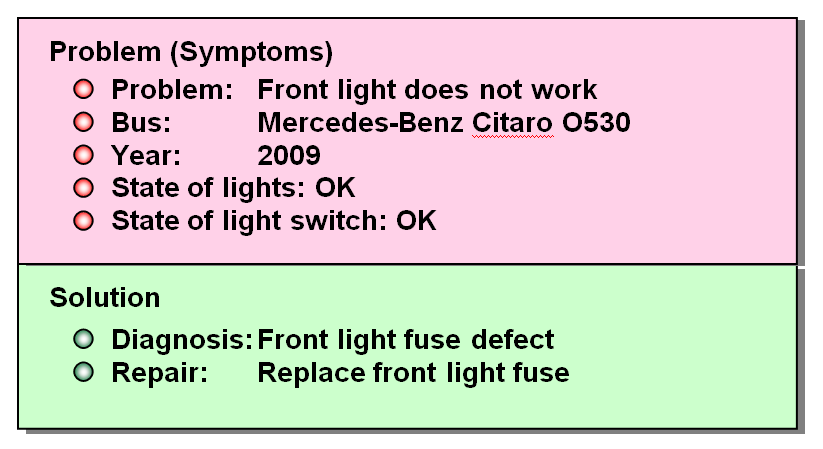 Problem (Symptoms)
Problem: Front light does not work
Bus: Mercedes-Benz Citaro O530
Year: 2009
State of lights: OK
State of light switch: OK
Solution
Diagnosis: Front light fuse defect
Repair: Replace front light fuse